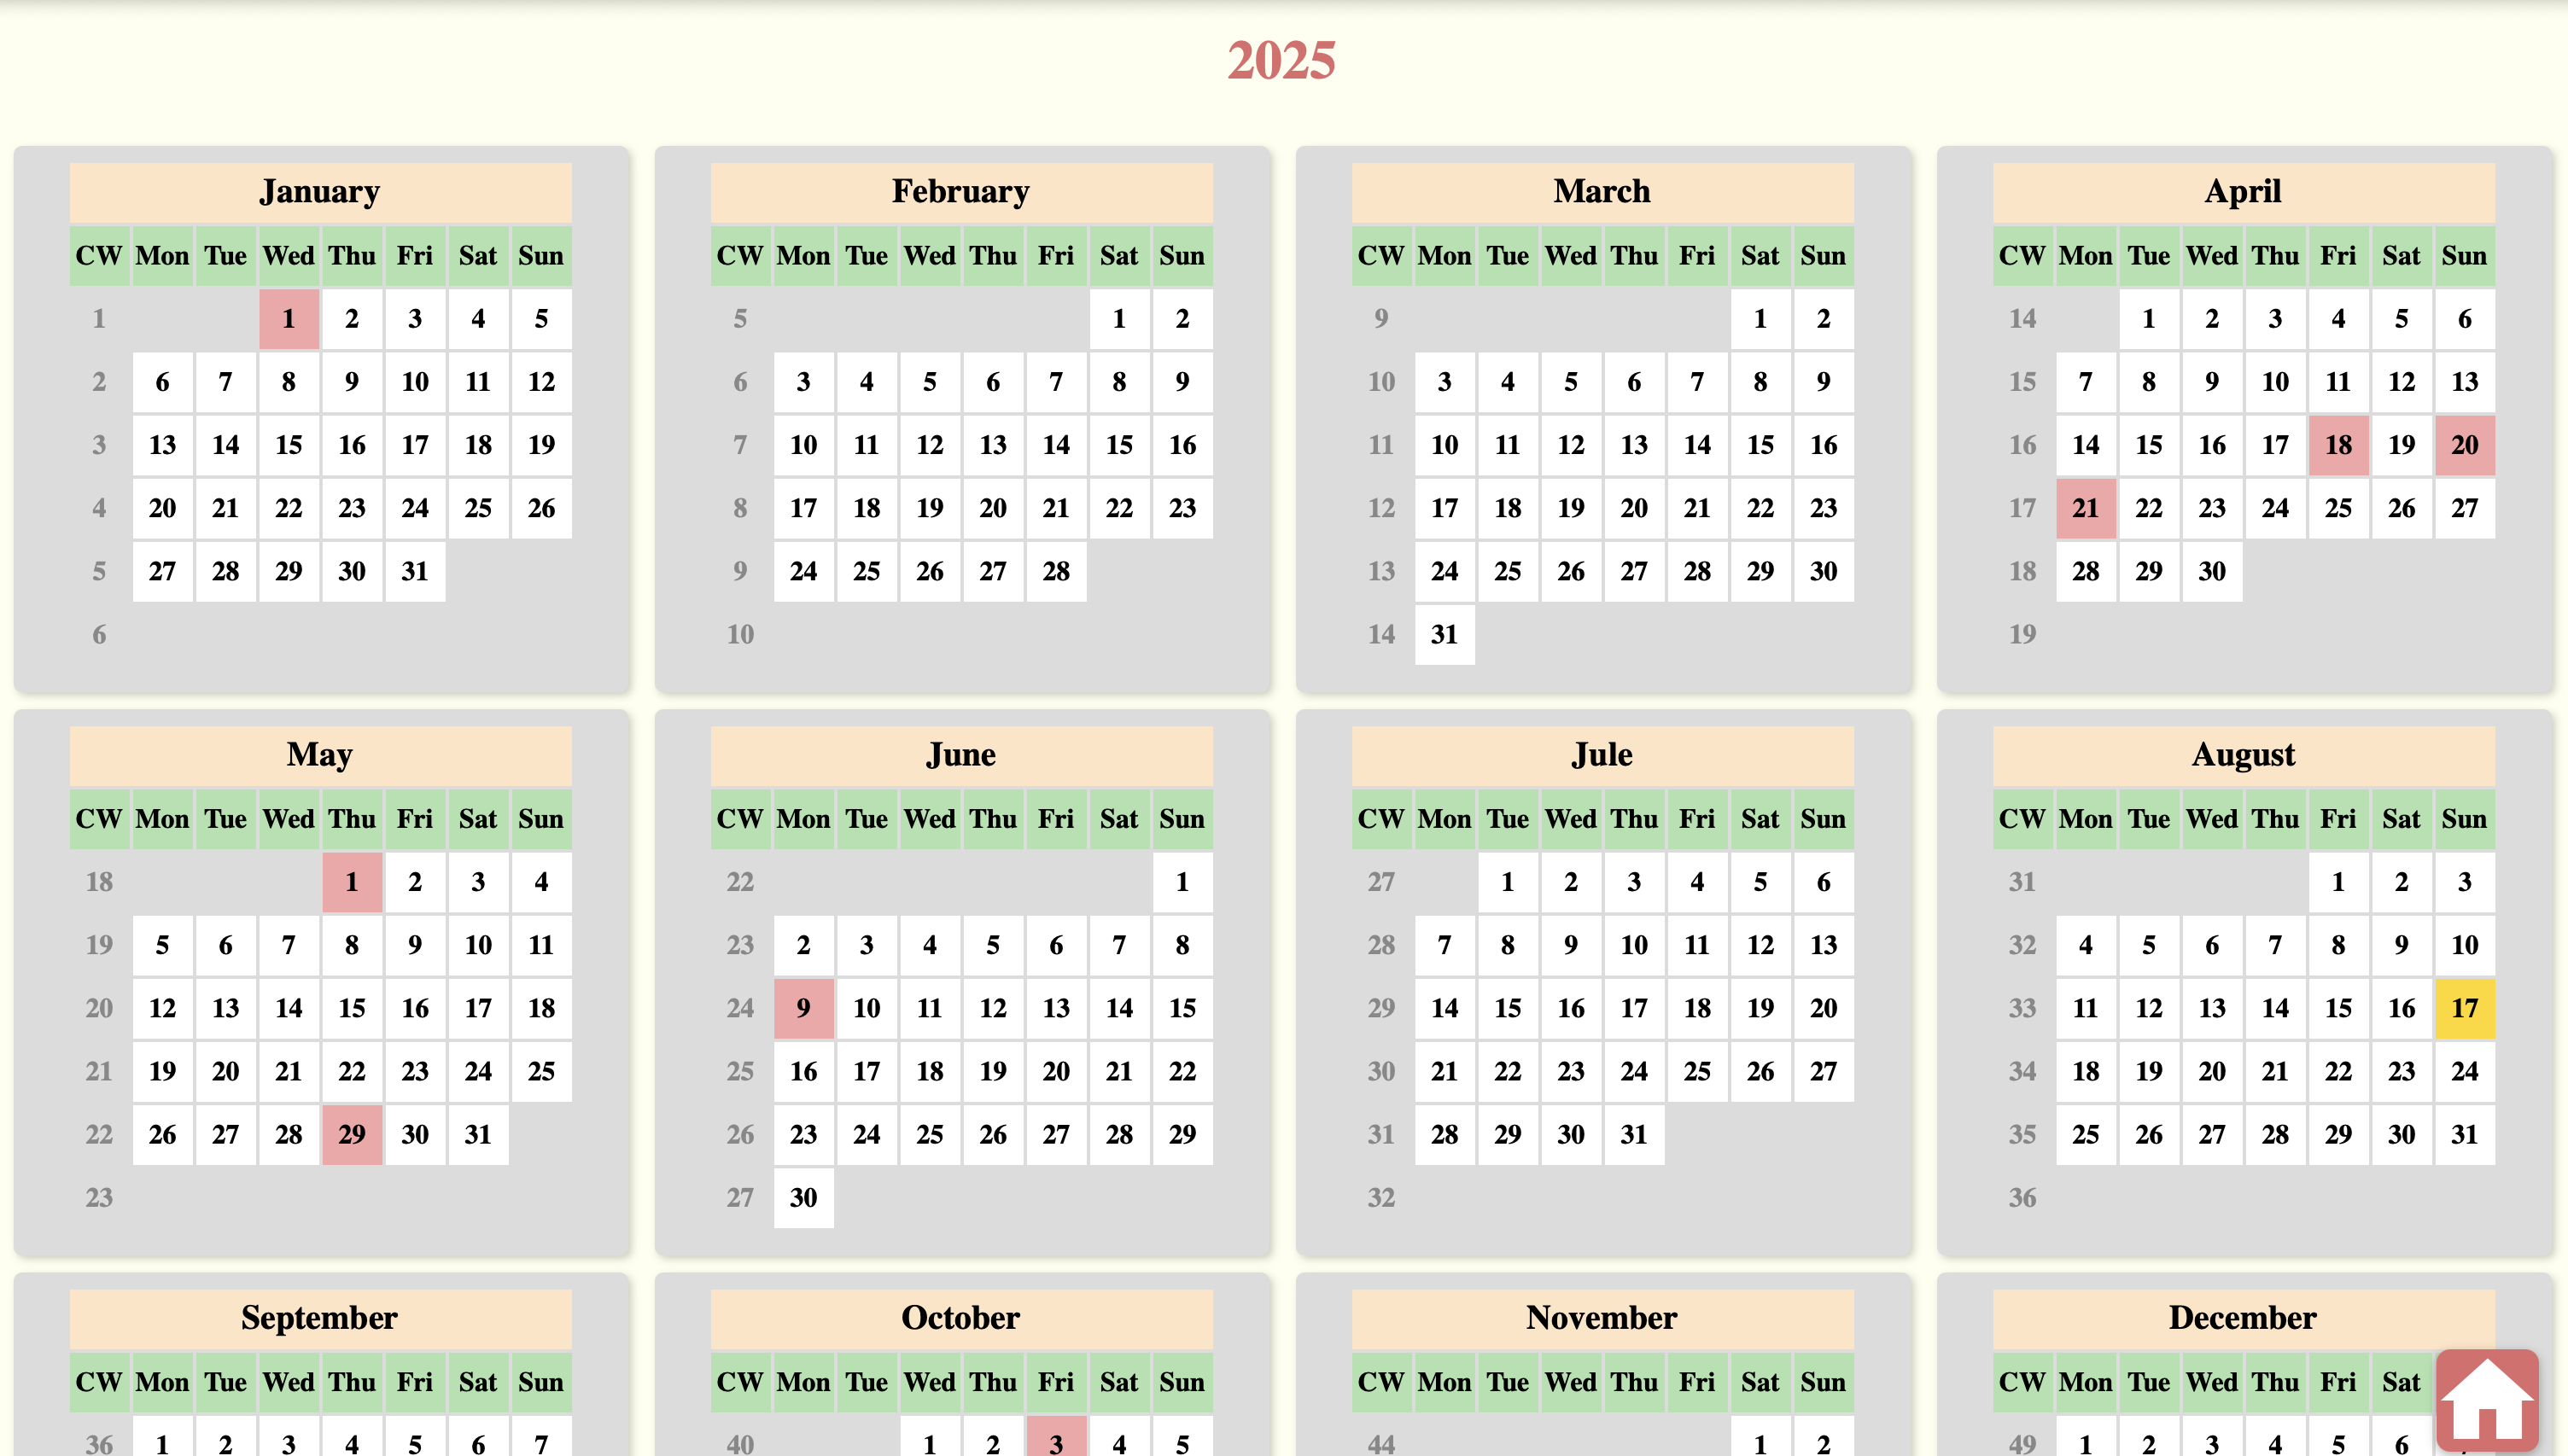 2025
January
CW Mon Tue Wed Thu Fri Sat Sun
1 1 2 3 4 5
2 6 7 8 9 10 11 12
3 13 14 15 16 17 18 19
4 20 21 22 23 24 25 26
5 27 28 29 30 31
6
February
CW Mon Tue Wed Thu Fri Sat Sun
5 1 2
6 3 4 5 6 7 8 9
7 10 11 12 13 14 15 16
8 17 18 19 20 21 22 23
9 24 25 26 27 28
10
March
CW Mon Tue Wed Thu Fri Sat Sun
9 1 2
10 3 4 5 6 7 8 9
11 10 11 12 13 14 15 16
12 17 18 19 20 21 22 23
13 24 25 26 27 28 29 30
14 31
April
CW Mon Tue Wed Thu Fri Sat Sun
14 1 2 3 4 5 6
15 7 8 9 10 11 12 13
16 14 15 16 17 18 19 20
17 21 22 23 24 25 26 27
18 28 29 30
19
May
CW Mon Tue Wed Thu Fri Sat Sun
18 1 2 3 4
19 5 6 7 8 9 10 11
20 12 13 14 15 16 17 18
21 19 20 21 22 23 24 25
22 26 27 28 29 30 31
23
June
CW Mon Tue Wed Thu Fri Sat Sun
22 1
23 2 3 4 5 6 7 8
24 9 10 11 12 13 14 15
25 16 17 18 19 20 21 22
26 23 24 25 26 27 28 29
27 30
Jule
CW Mon Tue Wed Thu Fri Sat Sun
27 1 2 3 4 5 6
28 7 8 9 10 11 12 13
29 14 15 16 17 18 19 20
30 21 22 23 24 25 26 27
31 28 29 30 31
32
August
CW Mon Tue Wed Thu Fri Sat Sun
31 1 2 3
32 4 5 6 7 8 9 10
33 11 12 13 14 15 16 17
34 18 19 20 21 22 23 24
35 25 26 27 28 29 30 31
36
September
CW Mon Tue Wed Thu Fri Sat Sun
36 1 2 3 4 5 6 7
October
CW Mon Tue Wed Thu Fri Sat Sun
40 1 2 3 4 5
November
CW Mon Tue Wed Thu Fri Sat Sun
44 1 2
December
CW Mon Tue Wed Thu Fri Sat
49 1 2 3 4 5 6